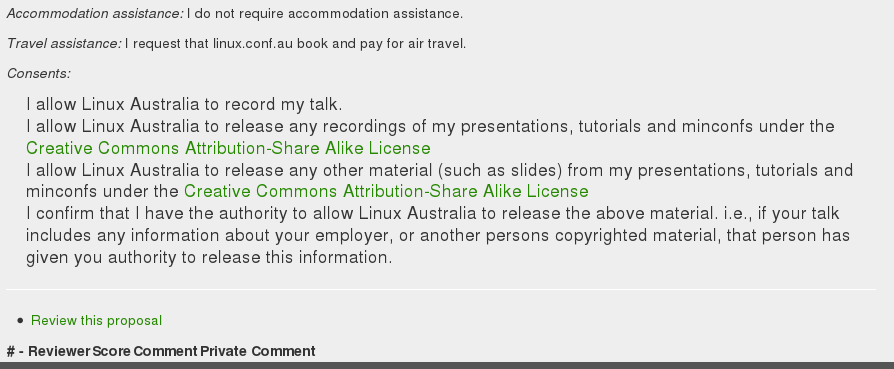 Accommodation assistance: I do not require accommodation assistance.
Travel assistance: I request that linux.conf.au book and pay for air travel.
Consents:
I allow Linux Australia to record my talk.
I allow Linux Australia to release any recordings of my presentations, tutorials and minconfs under the
Creative Commons Attribution-Share Alike License
I allow Linux Australia to release any other material (such as slides) from my presentations, tutorials and
minconfs under the Creative Commons Attribution-Share Alike License
I confirm that I have the authority to allow Linux Australia to release the above material. i.e., if your talk
includes any information about your employer, or another persons copyrighted material, that person has
given you authority to release this information.
• Review this proposal
# - Reviewer Score Comment Private Comment